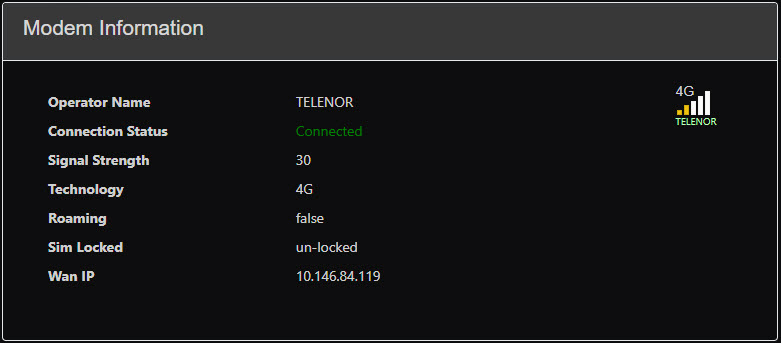 Modem Information
4G
TELENOR
Operator Name TELENOR
Connection Status Connected
Signal Strength 30
Technology 4G
Roaming false
Sim Locked un-locked
Wan IP 10.146.84.119